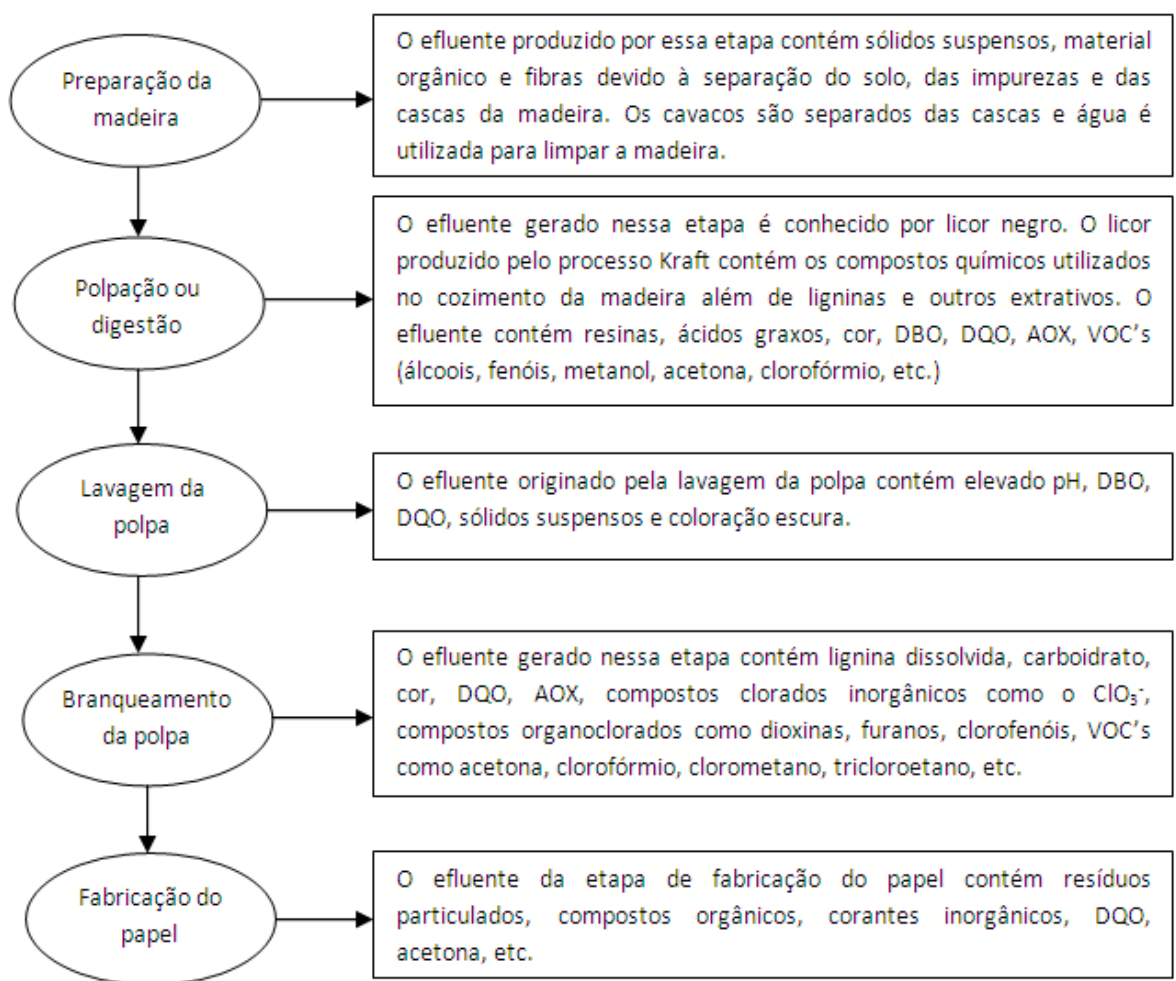 Preparação da
madeira
O efluente produzido por essa etapa contém sólidos suspensos, material
orgânico e fibras devido à separação do solo, das impurezas e das
cascas da madeira. Os cavacos são separados das cascas e água é
utilizada para limpar a madeira.
Polpação ou
digestão
O efluente gerado nessa etapa é conhecido por licor negro. O licor
produzido pelo processo Kraft contém os compostos químicos utilizados
no cozimento da madeira além de ligninas e outros extrativos. O
efluente contém resinas, ácidos graxos, cor, DBO, DQO, AOX, VOC's
(álcoois, fenóis, metanol, acetona, clorofórmio, etc.)
Lavagem da
polpa
O efluente originado pela lavagem da polpa contém elevado pH, DBO,
DQO, sólidos suspensos e coloração escura.
Branqueamento
da polpa
O efluente gerado nessa etapa contém lignina dissolvida, carboidrato,
cor, DQO, AOX, compostos clorados inorgânicos como o ClO₃⁻,
compostos organoclorados como dioxinas, furanos, clorofenóis, VOC's
como acetona, clorofórmio, clorometano, tricloroetano, etc.
Fabricação do
papel
O efluente da etapa de fabricação do papel contém resíduos
particulados, compostos orgânicos, corantes inorgânicos, DQO,
acetona, etc.